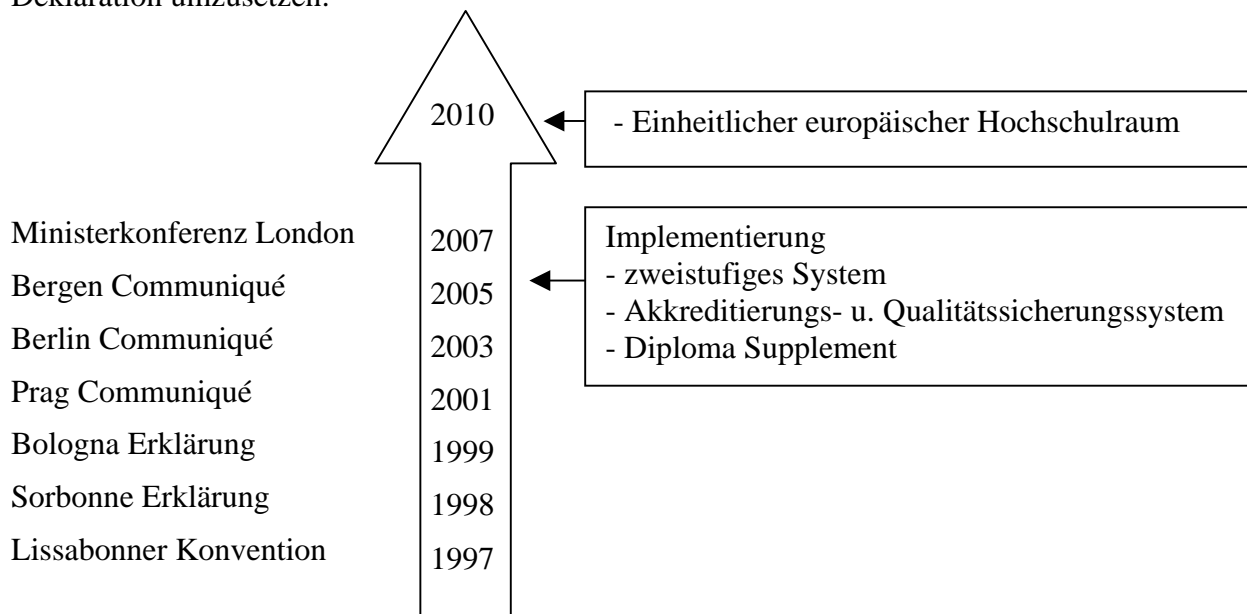 Deklaration umzusetzen.
2010
- Einheitlicher europäischer Hochschulraum
Ministerkonferenz London 2007
Bergen Communiqué 2005
Berlin Communiqué 2003
Prag Communiqué 2001
Bologna Erklärung 1999
Sorbonne Erklärung 1998
Lissabonner Konvention 1997
Implementierung
- zweistufiges System
- Akkreditierungs- u. Qualitätssicherungssystem
- Diploma Supplement